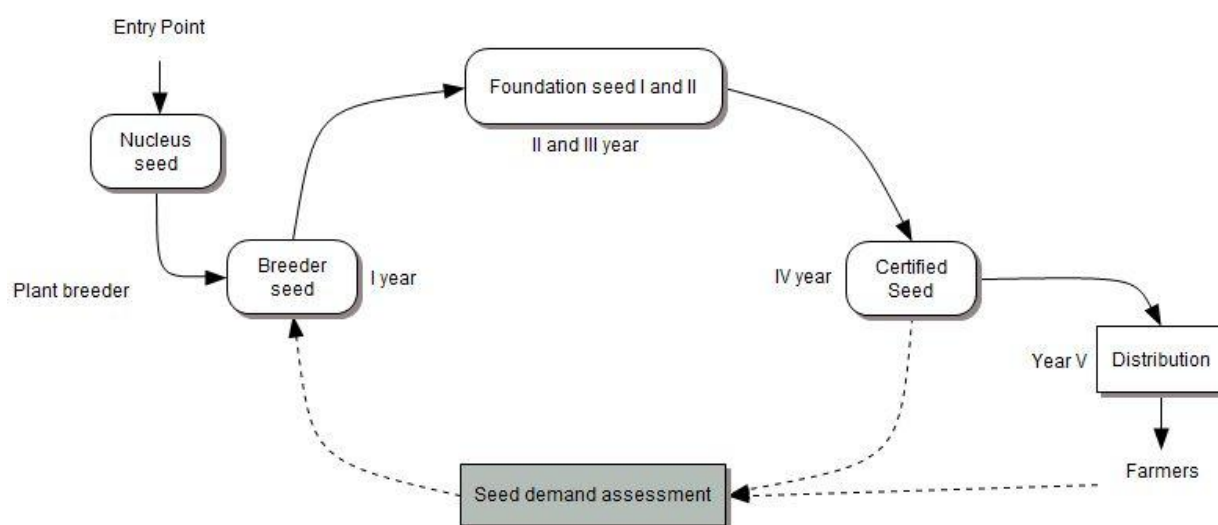 Entry Point
Nucleus
seed
Foundation seed I and II
II and III year
Plant breeder
Breeder
seed
I year
IV year
Certified
Seed
Year V
Distribution
Farmers
Seed demand assessment